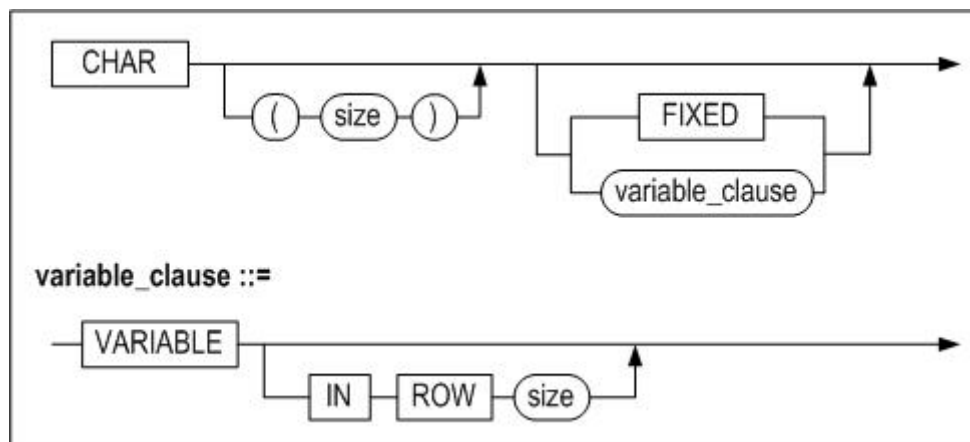 CHAR
( size )
FIXED
variable_clause
variable_clause ::=
VARIABLE
IN ROW size